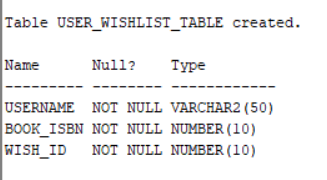 Table USER_WISHLIST_TABLE created.
Name Null? Type
--------- -------- ------------
USERNAME NOT NULL VARCHAR2(50)
BOOK_ISBN NOT NULL NUMBER(10)
WISH_ID NOT NULL NUMBER(10)